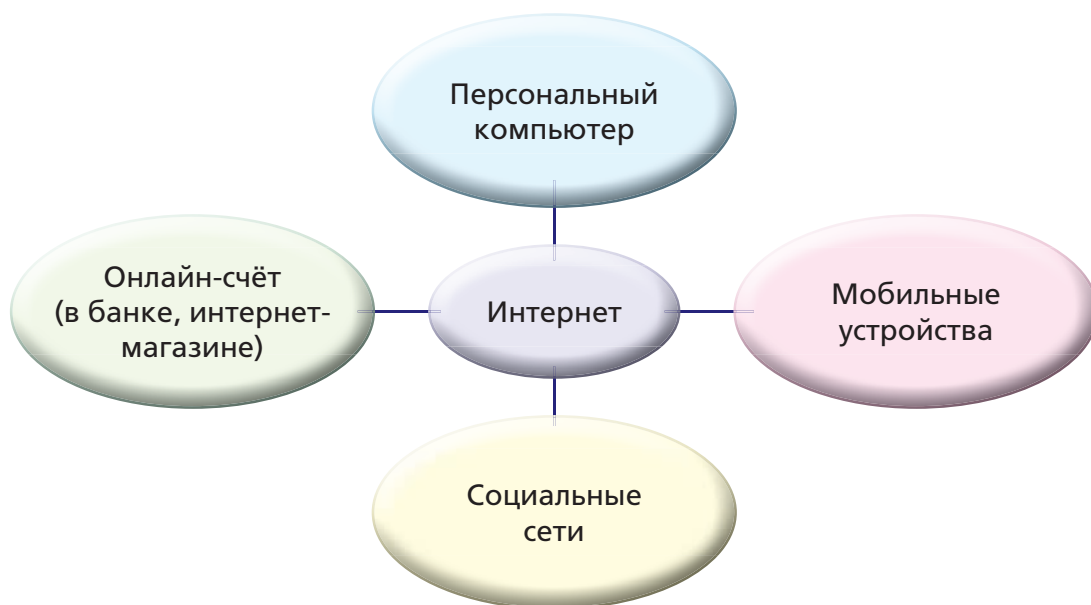 Персональный
компьютер
Онлайн-счёт
(в банке, интернет-
магазине)
Интернет
Мобильные
устройства
Социальные
сети